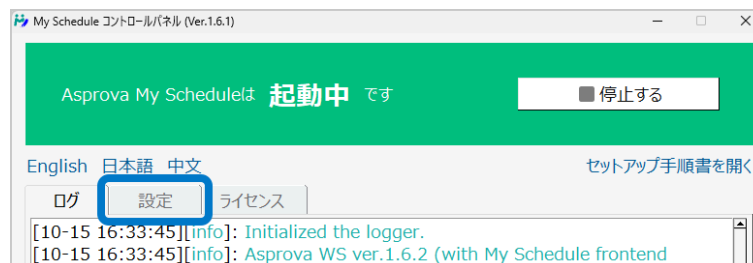 My Schedule コントロールパネル (Ver.1.6.1)
Asprova My Scheduleは 起動中 です
停止する
English 日本語 中文
セットアップ手順書を開く
ログ 設定 ライセンス
[10-15 16:33:45][info]: Initialized the logger.
[10-15 16:33:45][info]: Asprova WS ver.1.6.2 (with My Schedule frontend